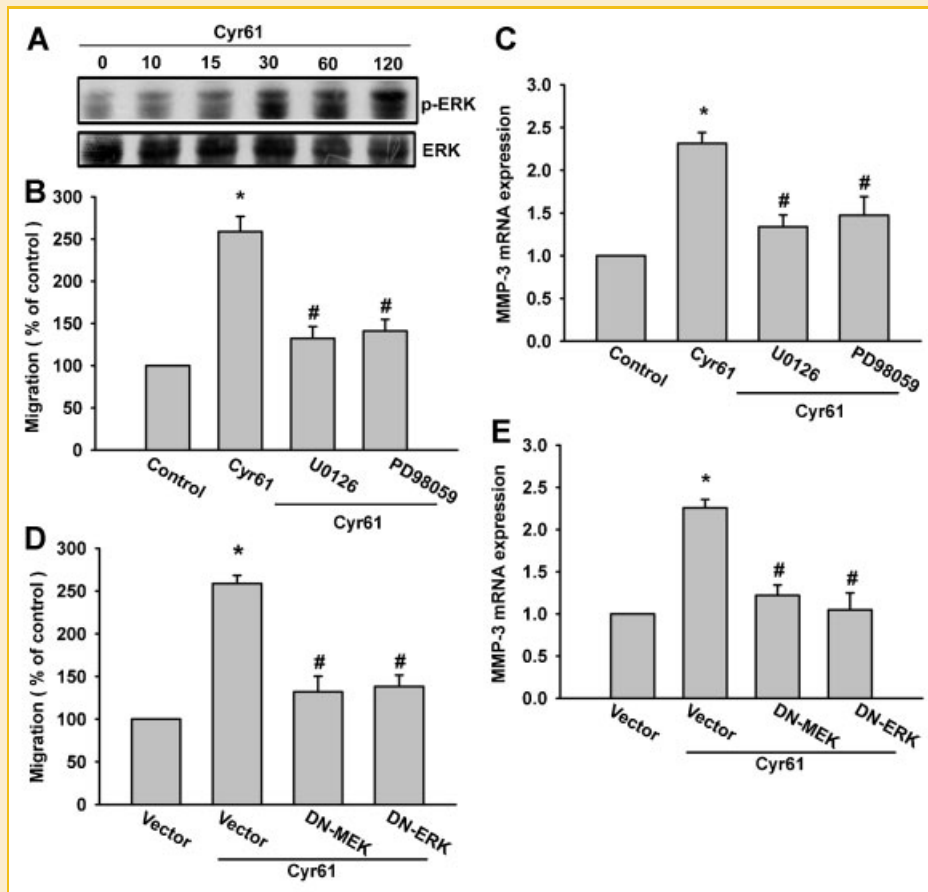 A
Cyr61
0 10 15 30 60 120
p-ERK
ERK
B
Migration ( % of control )
300
250
200
150
100
50
0
*
#
#
Control
Cyr61
U0126
PD98059
Cyr61
C
MMP-3 mRNA expression
3.0
2.5
2.0
1.5
1.0
0.5
0.0
*
#
#
Control
Cyr61
U0126
PD98059
Cyr61
D
Migration ( % of control )
300
250
200
150
100
50
0
*
#
#
Vector
Vector
DN-MEK
DN-ERK
Cyr61
E
MMP-3 mRNA expression
3.0
2.5
2.0
1.5
1.0
0.5
0.0
*
#
#
Vector
Vector
DN-MEK
DN-ERK
Cyr61